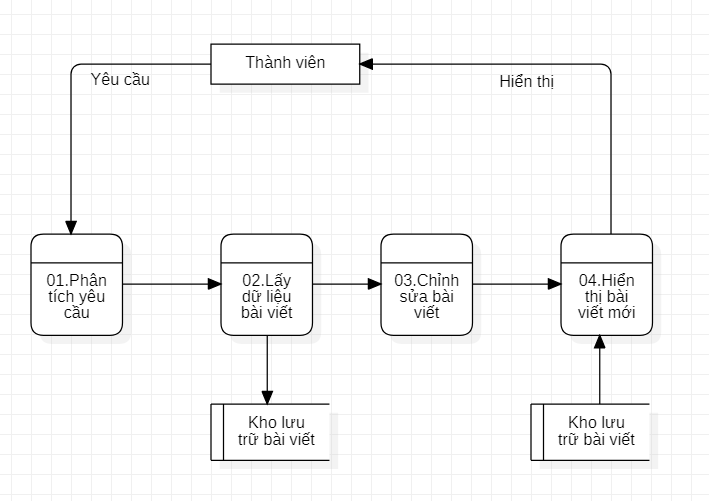 Thành viên
Yêu cầu
Hiển thị
01.Phân
tích yêu
cầu
02.Lấy
dữ liệu
bài viết
03.Chỉnh
sửa bài
viết
04.Hiển
thị bài
viết mới
Kho lưu
trữ bài viết
Kho lưu
trữ bài viết